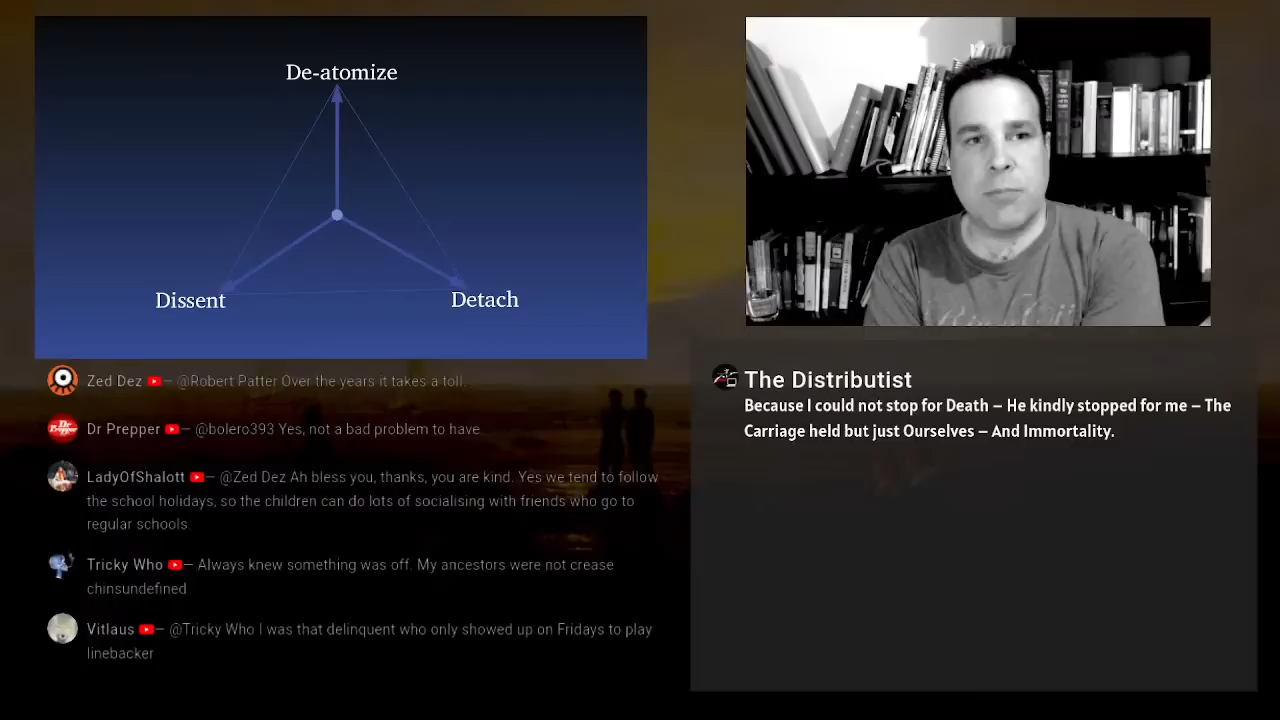 De-atomize
Dissent
Detach
Zed Dez — @Robert Patter Over the years it takes a toll.
Dr Prepper — @bolero393 Yes, not a bad problem to have
LadyOfShalott — @Zed Dez Ah bless you, thanks, you are kind. Yes we tend to follow
the school holidays, so the children can do lots of socialising with friends who go to
regular schools.
Tricky Who — Always knew something was off. My ancestors were not crease
chinsundefined
Vitlaus — @Tricky Who I was that delinquent who only showed up on Fridays to play
linebacker
The Distributist
Because I could not stop for Death – He kindly stopped for me – The
Carriage held but just Ourselves – And Immortality.